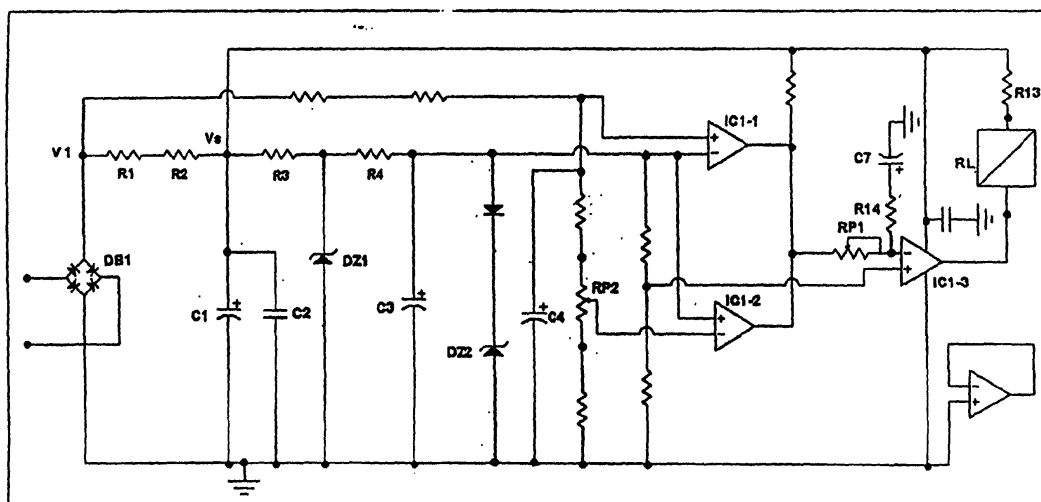 R13
IC1-1
V1
Vs
C7
RL
R1
R2
R3
R4
R14
RP1
DB1
DZ1
RP2
IC1-2
IC1-3
C1
C2
C3
C4
DZ2